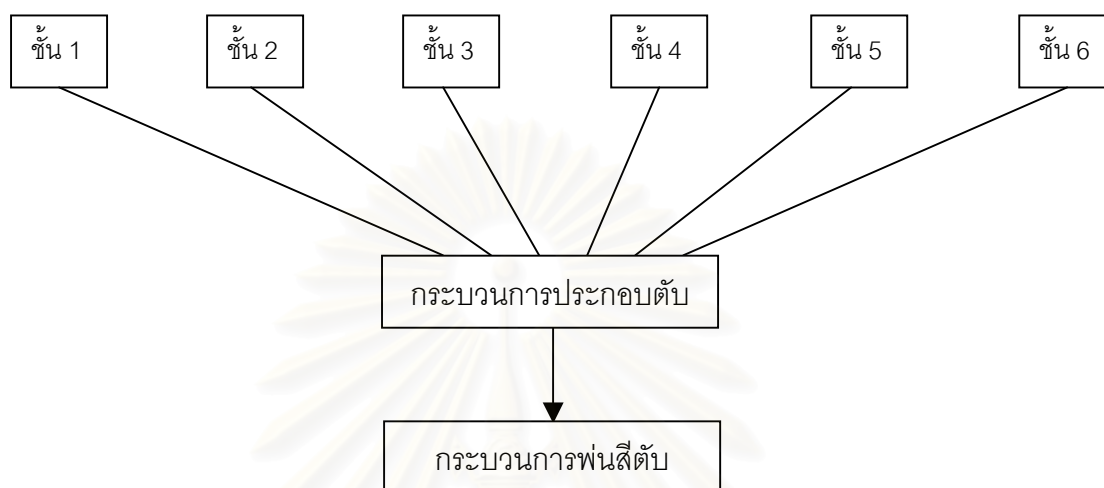 ชั้น 1
ชั้น 2
ชั้น 3
ชั้น 4
ชั้น 5
ชั้น 6
กระบวนการประกอบตับ
กระบวนการพ่นสีตับ